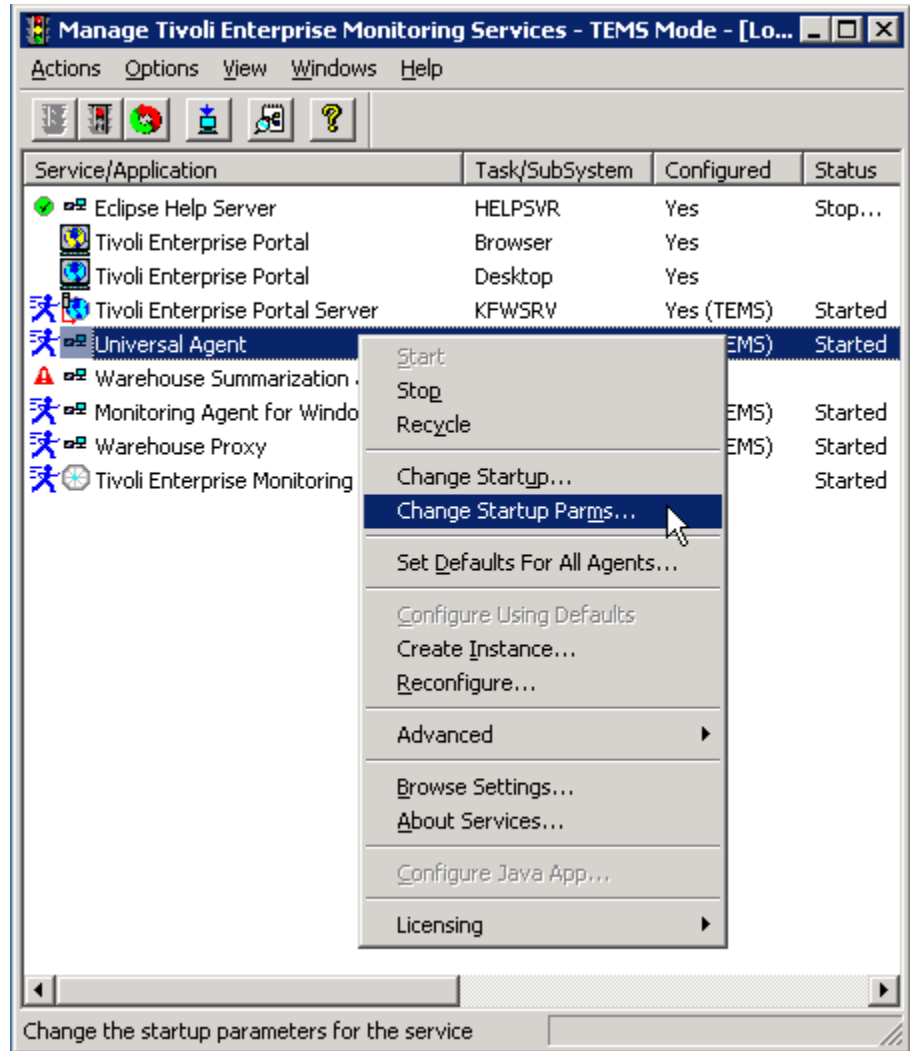 Manage Tivoli Enterprise Monitoring Services - TEMS Mode - [Lo...
Actions Options View Windows Help
Service/Application Task/SubSystem Configured Status
Eclipse Help Server HELPSVR Yes Stop...
Tivoli Enterprise Portal Browser Yes
Tivoli Enterprise Portal Desktop Yes
Tivoli Enterprise Portal Server KFWSRV Yes (TEMS) Started
Universal Agent EMS) Started
Warehouse Summarization
Monitoring Agent for Windo EMS) Started
Warehouse Proxy EMS) Started
Tivoli Enterprise Monitoring Started
Start
Stop
Recycle
Change Startup...
Change Startup Parms...
Set Defaults For All Agents...
Configure Using Defaults
Create Instance...
Reconfigure...
Advanced
Browse Settings...
About Services...
Configure Java App...
Licensing
Change the startup parameters for the service